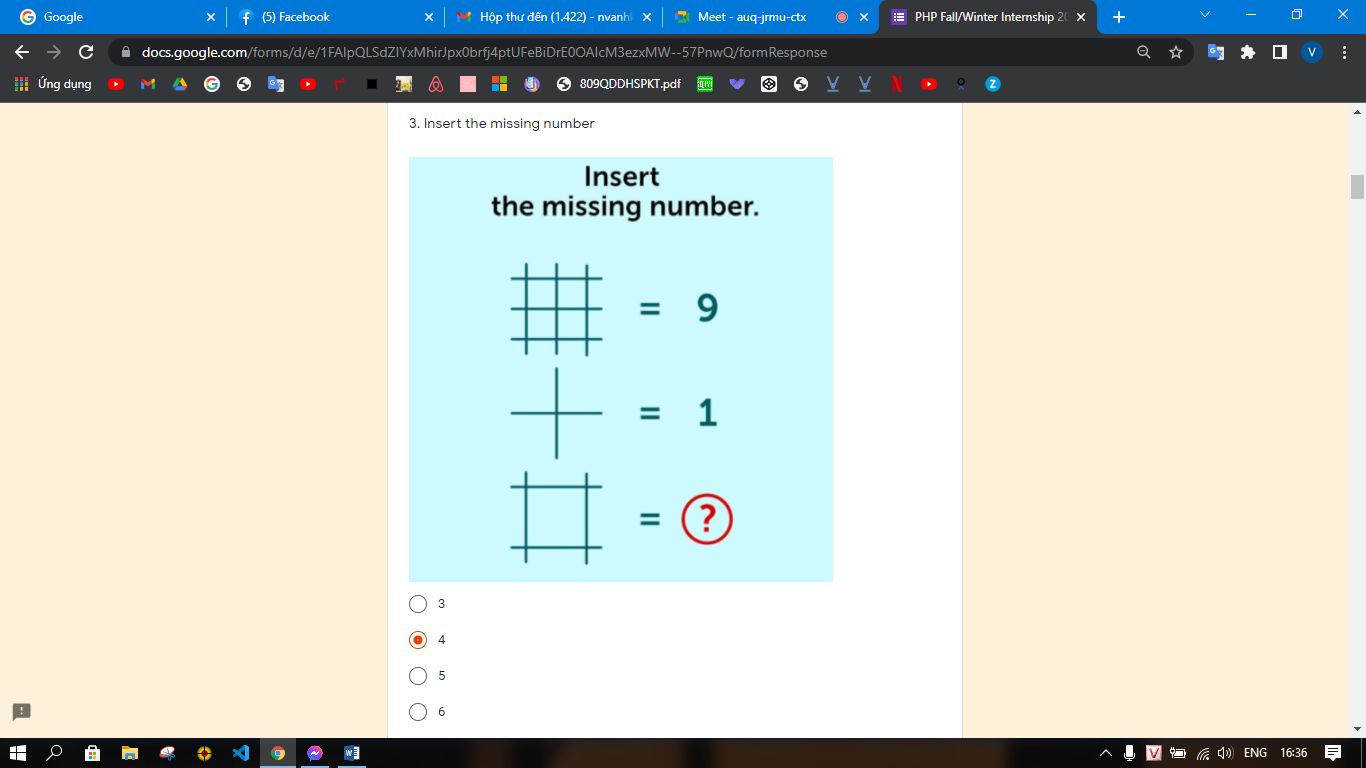 Google
(5) Facebook
Hộp thư đến (1.422) - nvanh
Meet - auq-jrmu-ctx
PHP Fall/Winter Internship 20
docs.google.com/forms/d/e/1FAIpQLSdZIYxMhirJpx0brfj4ptUFeBiDrE0OAIcM3ezxMW--57PnwQ/formResponse
V
Ứng dụng
809QDDHSPKT.pdf
3. Insert the missing number
Insert
the missing number.
= 9
= 1
= ?
3
4
5
6
ENG 16:36